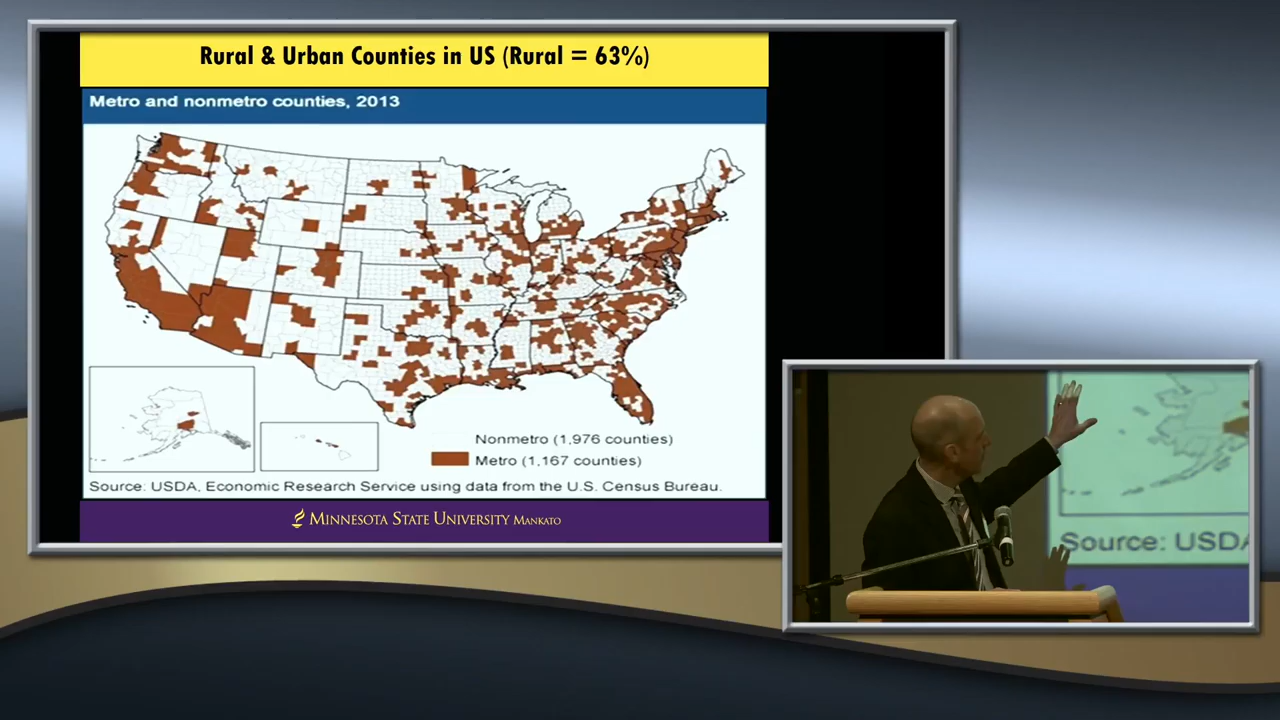 Rural & Urban Counties in US (Rural = 63%)
Metro and nonmetro counties, 2013
Nonmetro (1,976 counties)
Metro (1,167 counties)
Source: USDA, Economic Research Service using data from the U.S. Census Bureau.
MINNESOTA STATE UNIVERSITY MANKATO
Source: USDA